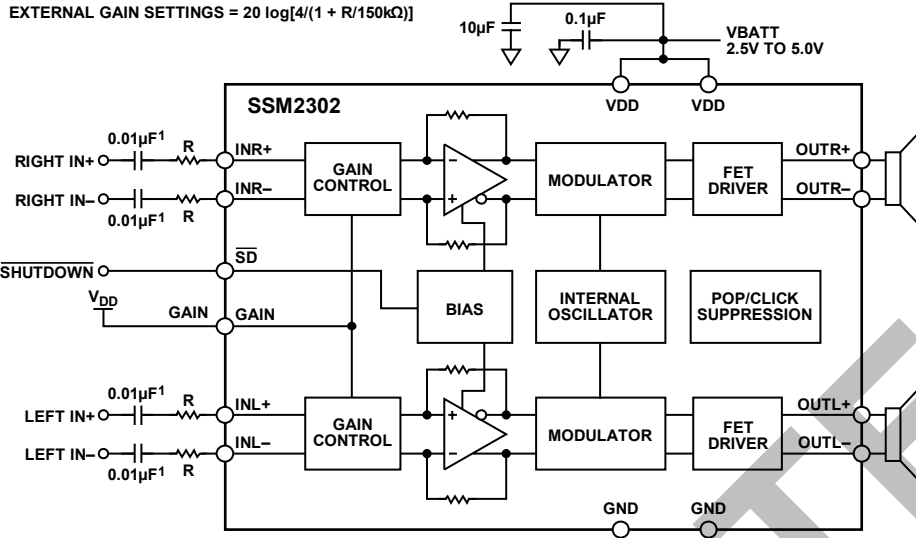 EXTERNAL GAIN SETTINGS = 20 log[4/(1 + R/150kΩ)]
10µF
0.1µF
VBATT
2.5V TO 5.0V
SSM2302
VDD
VDD
0.01µF1
R
RIGHT IN+
INR+
GAIN
CONTROL
MODULATOR
FET
DRIVER
OUTR+
RIGHT IN–
INR–
OUTR–
0.01µF1
R
SHUTDOWN
SD
VDD
GAIN
GAIN
BIAS
INTERNAL
OSCILLATOR
POP/CLICK
SUPPRESSION
0.01µF1
R
LEFT IN+
INL+
GAIN
CONTROL
MODULATOR
FET
DRIVER
OUTL+
LEFT IN–
INL–
OUTL–
0.01µF1
R
GND
GND